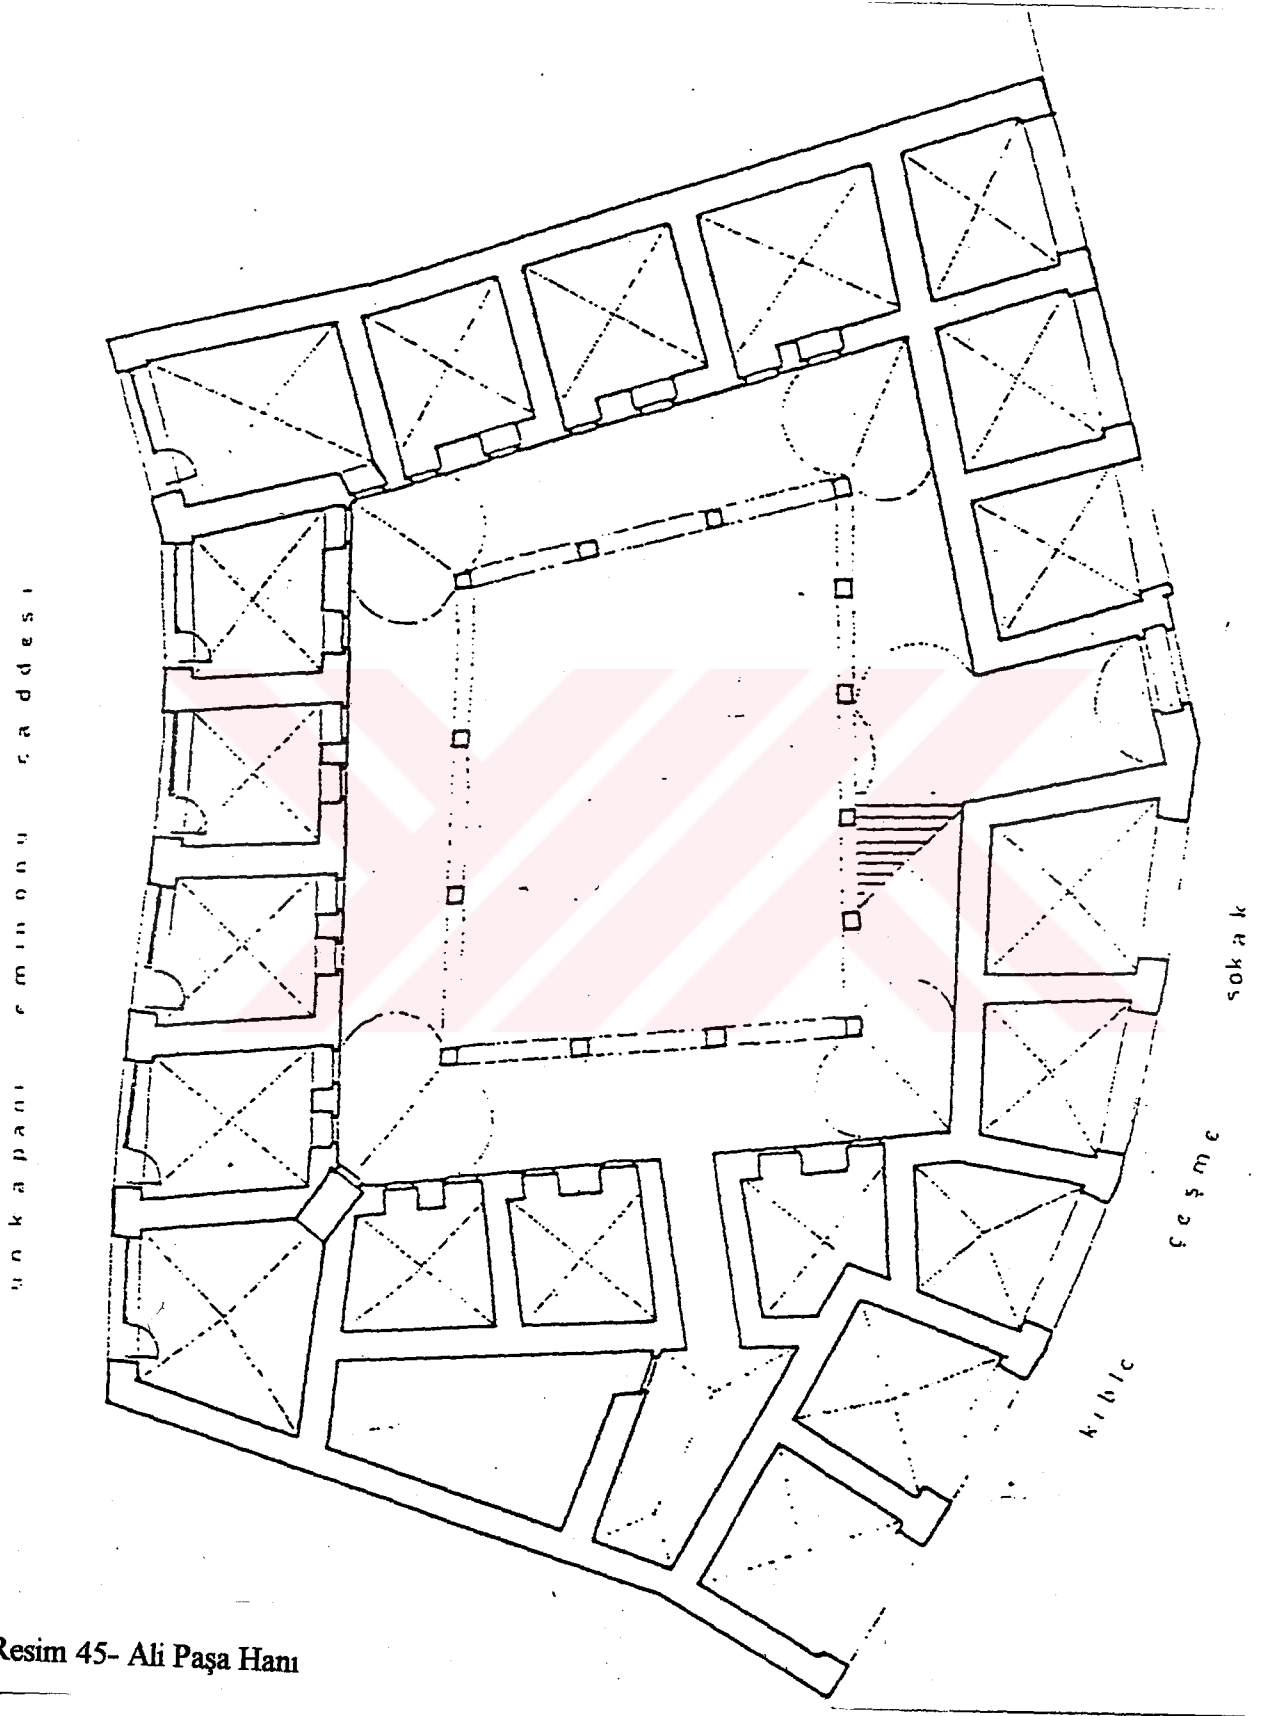 unkapanı eminönü caddesi
kıble çeşme sokak
Resim 45- Ali Paşa Hanı